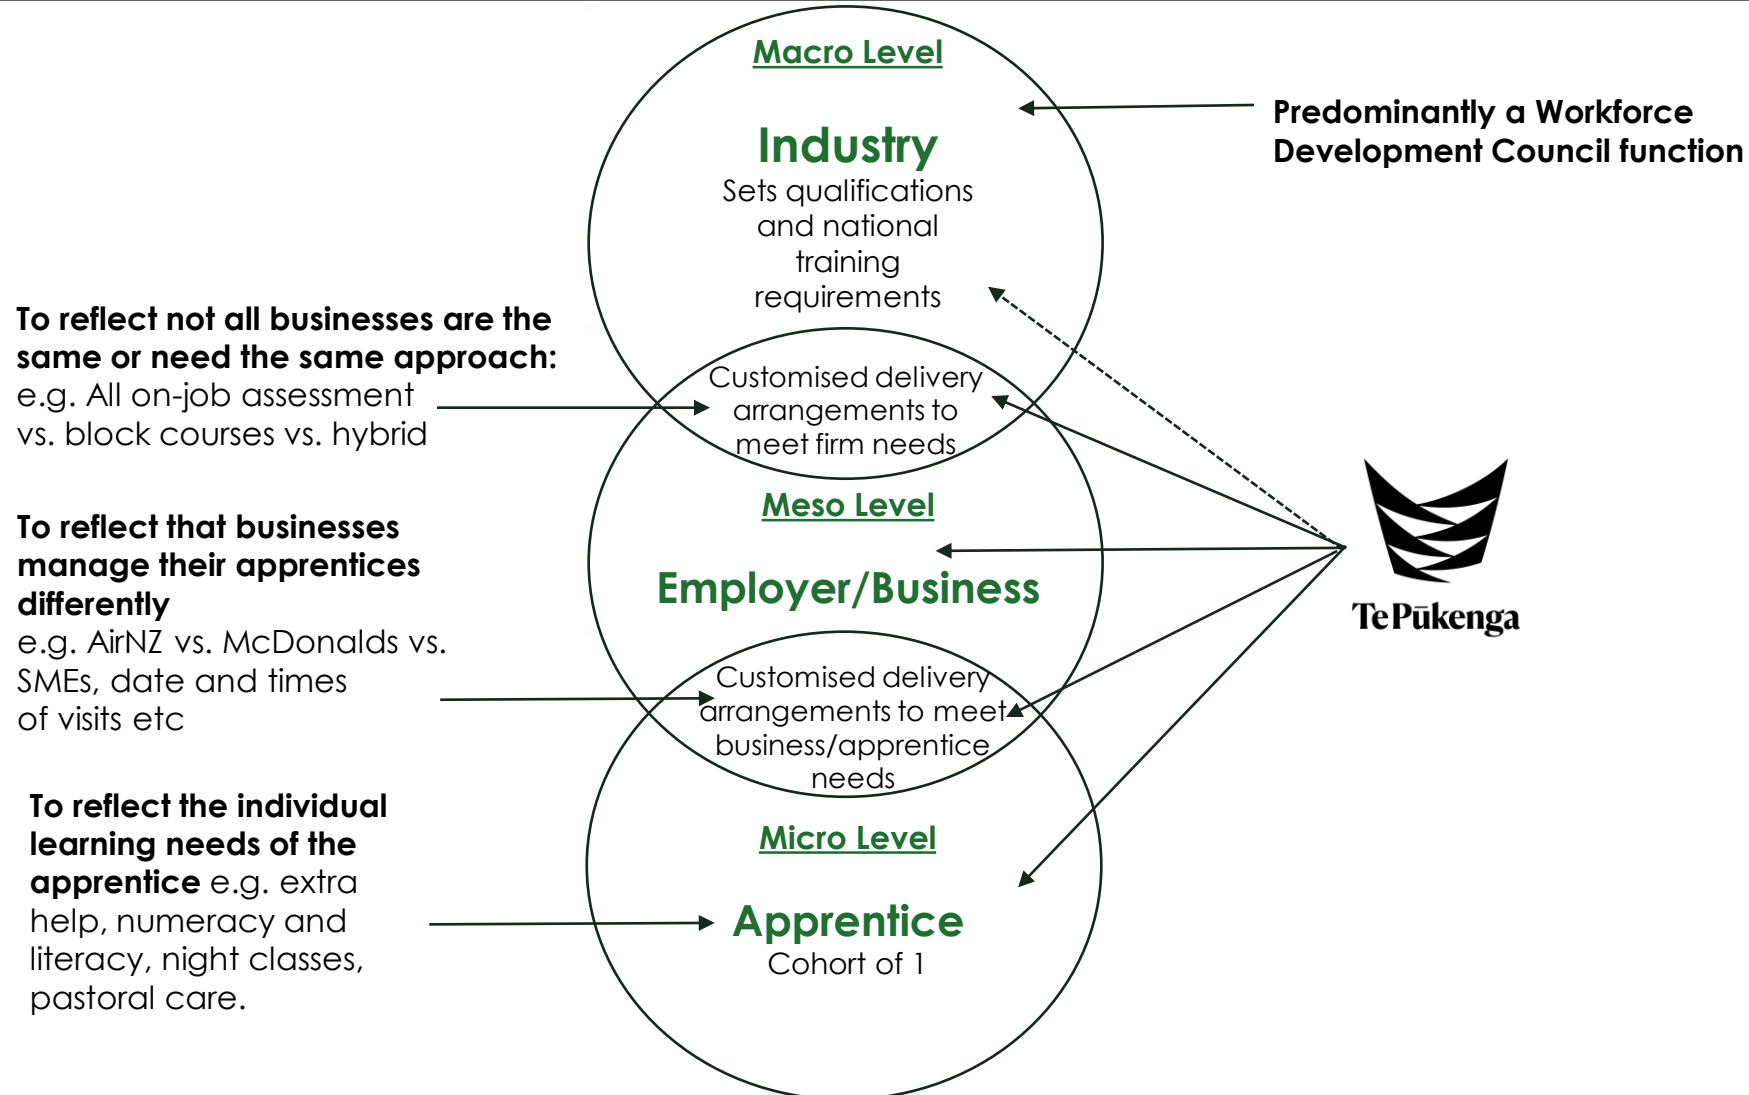 Macro Level
Industry
Sets qualifications
and national
training
requirements
Predominantly a Workforce
Development Council function
To reflect not all businesses are the
same or need the same approach:
e.g. All on-job assessment
vs. block courses vs. hybrid
Customised delivery
arrangements to
meet firm needs
To reflect that businesses
manage their apprentices
differently
e.g. AirNZ vs. McDonalds vs.
SMEs, date and times
of visits etc
Meso Level
Employer/Business
Te Pūkenga
Customised delivery
arrangements to meet
business/apprentice
needs
To reflect the individual
learning needs of the
apprentice e.g. extra
help, numeracy and
literacy, night classes,
pastoral care.
Micro Level
Apprentice
Cohort of 1